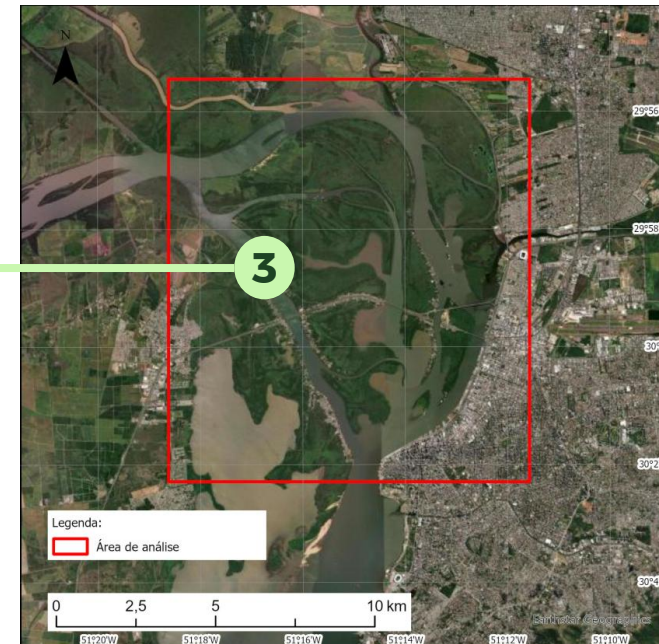 N
29°56
29°58
3
30°
30°2
Legenda:
Área de análise
30°4
0 2,5 5 10 km
Earthstar Geographics
51°20'W 51°18'W 51°16'W 51°14'W 51°12'W 51°10'W